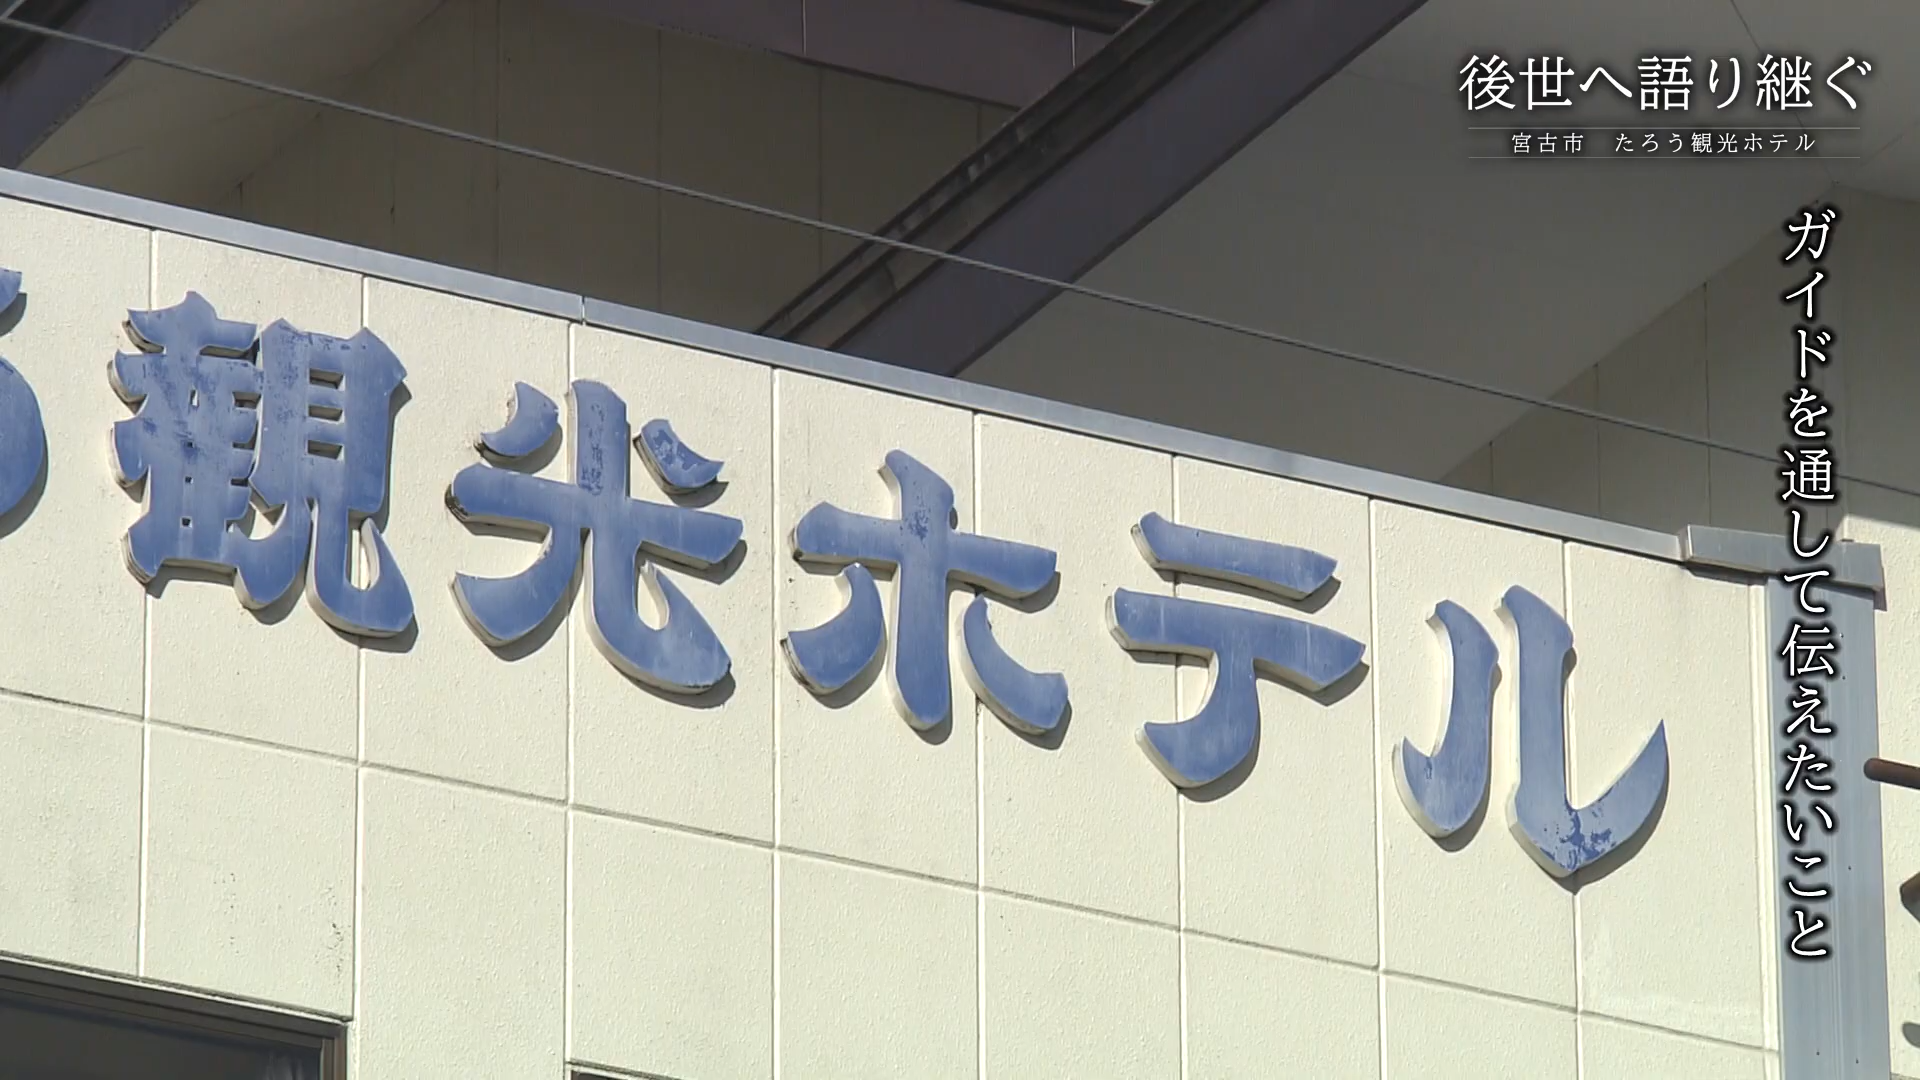 後世へ語り継ぐ
宮古市　たろう観光ホテル
ガイドを通して伝えたいこと
観光ホテル